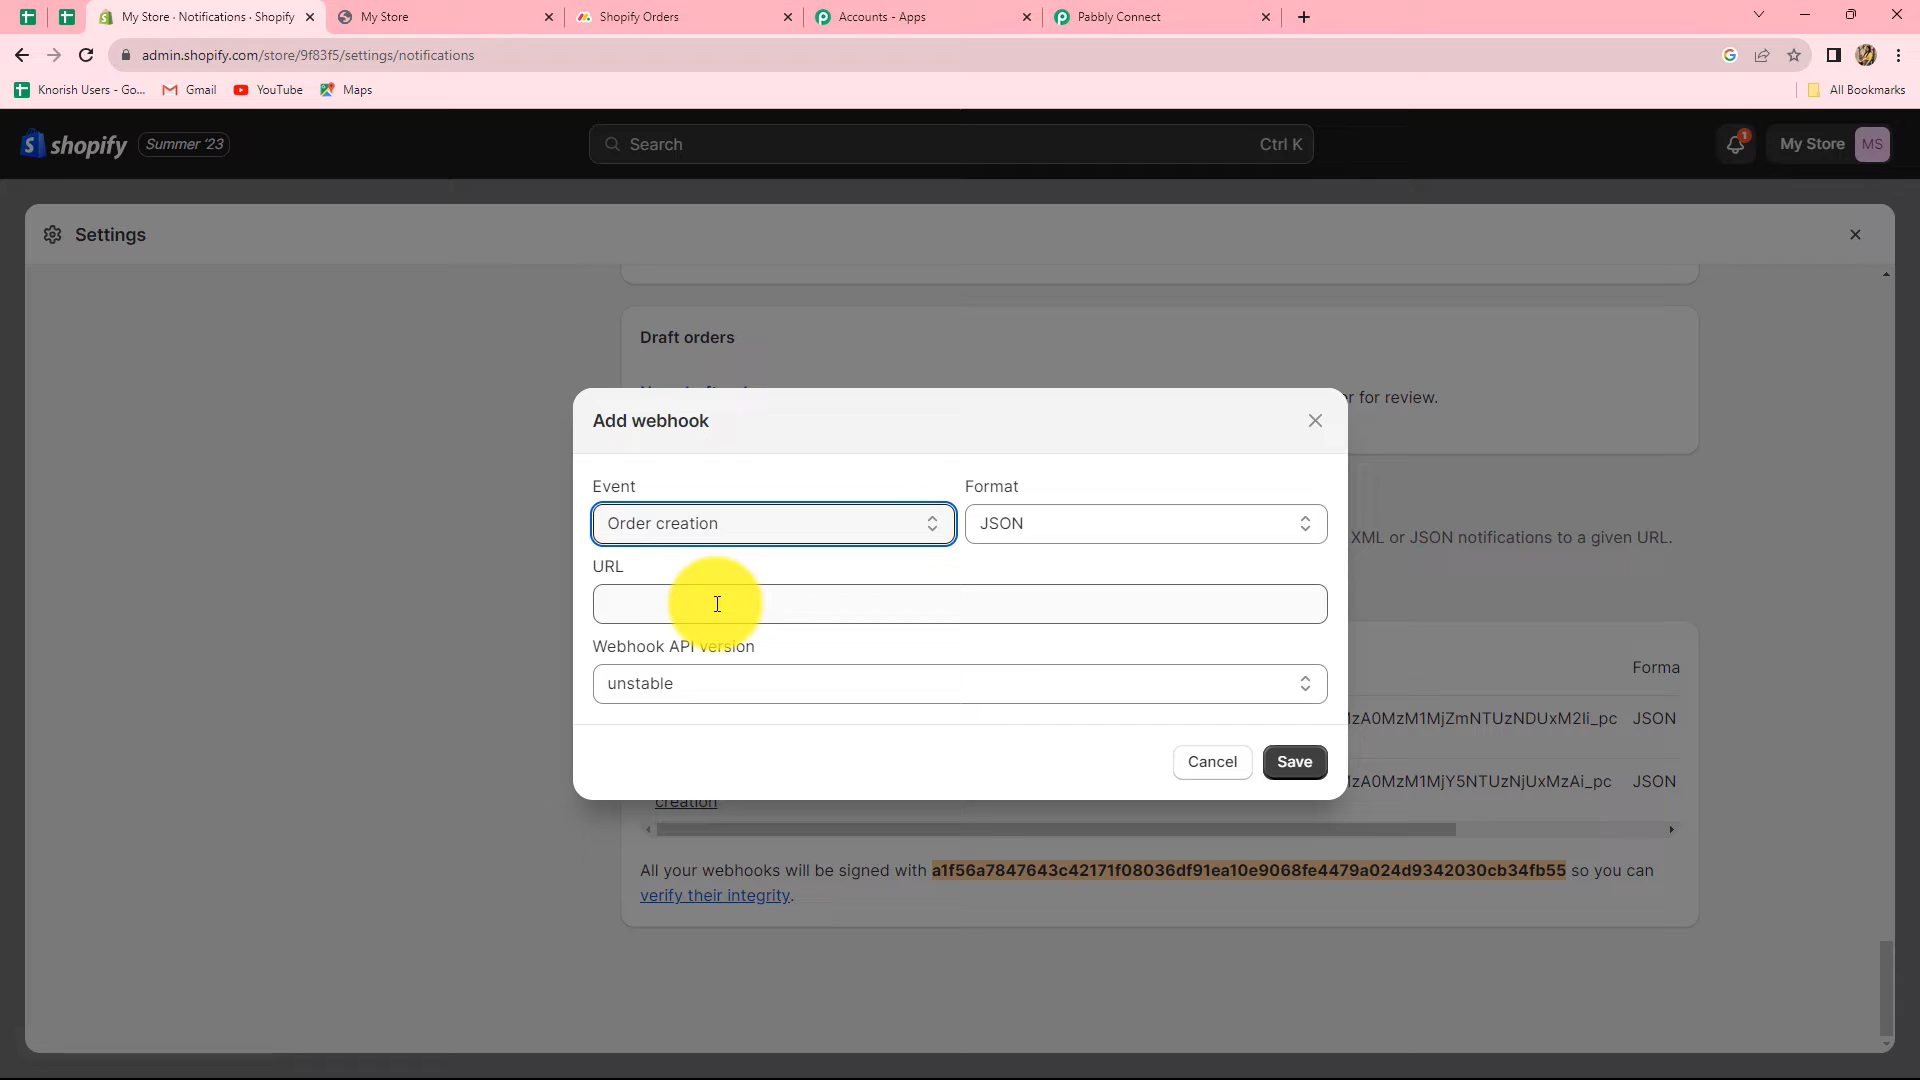 My Store · Notifications · Shopify
My Store
Shopify Orders
Accounts - Apps
Pabbly Connect
admin.shopify.com/store/9f83f5/settings/notifications
Knorish Users - Go...
Gmail
YouTube
Maps
All Bookmarks
shopify
Summer '23
Search
Ctrl K
1
My Store
MS
Settings
Draft orders
er for review.
Add webhook
Event
Format
Order creation
JSON
XML or JSON notifications to a given URL.
URL
Webhook API version
unstable
Forma
MzA0MzM1MjZmNTUzNDUxM2Ii_pc
JSON
Cancel
Save
MzA0MzM1MjY5NTUzNjUxMzAi_pc
JSON
creation
All your webhooks will be signed with a1f56a7847643c42171f08036df91ea10e9068fe4479a024d9342030cb34fb55 so you can
verify their integrity.